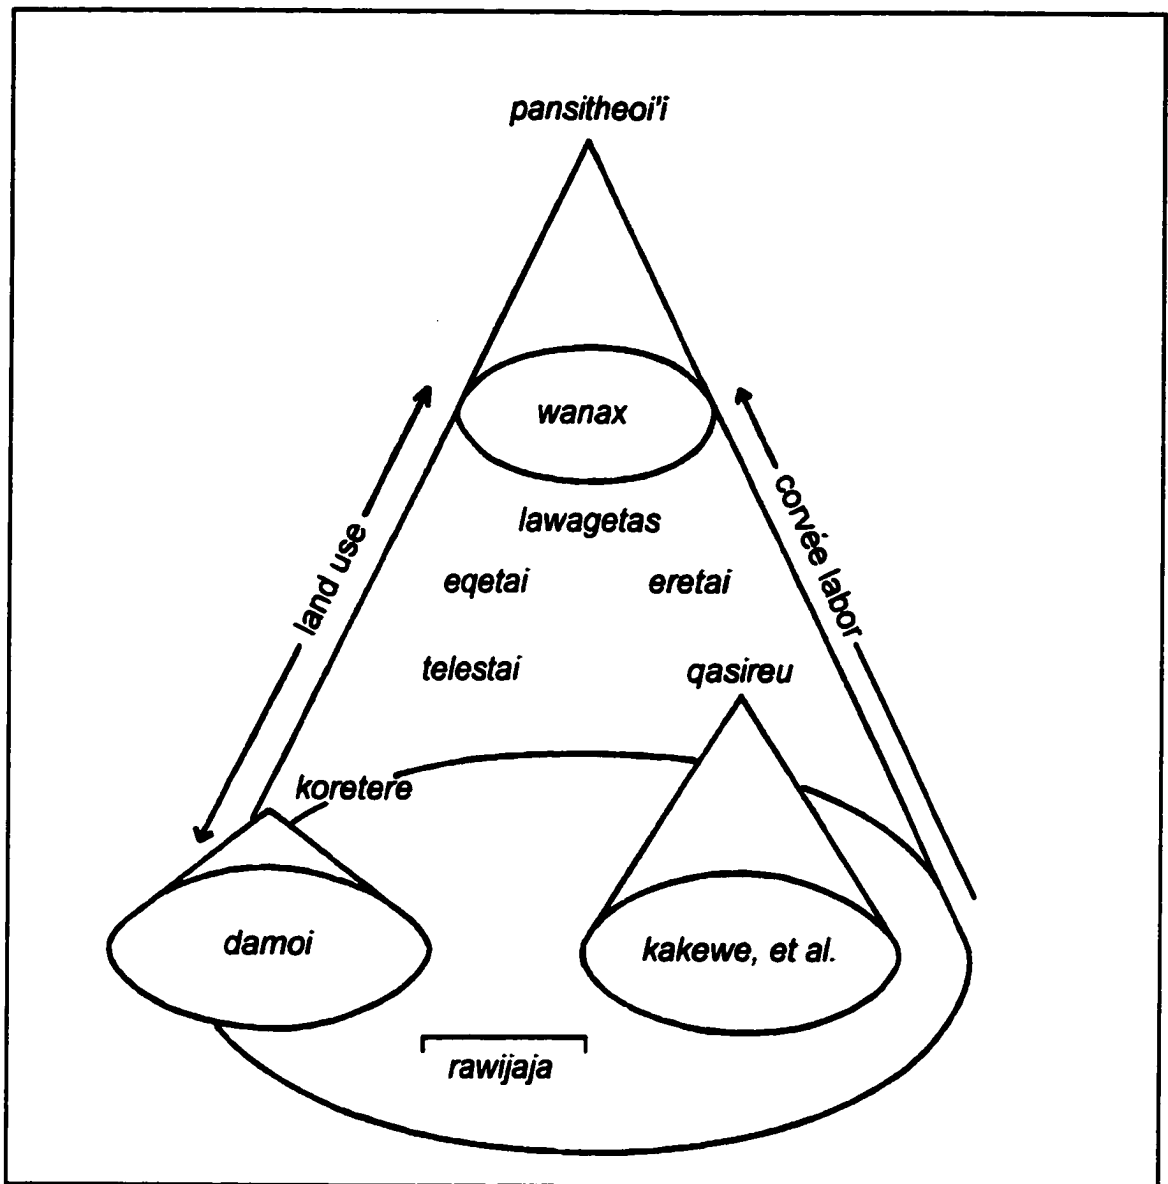 pansitheoi'i
wanax
lawagetas
eqetai
eretai
land use
corvée labor
telestai
qasireu
koretere
damoi
kakewe, et al.
rawijaja